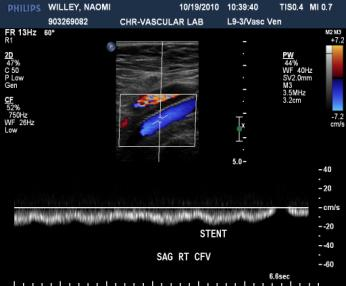 PHILIPS WILLEY, NAOMI 10/19/2010 10:39:40 TIS0.4 MI 0.7
903269082 CHR-VASCULAR LAB L9-3/Vasc Ven
FR 13Hz 60°
R1
M2 M3
+7.2
2D
47%
C 50
P Low
Gen
PW
44%
WF 40Hz
SV2.0mm
M3
3.5MHz
3.2cm
CF
52%
750Hz
WF 26Hz
Low
-7.2
cm/s
x
5.0
40
20
cm/s
-20
STENT
-40
SAG RT CFV
-60
6.6sec